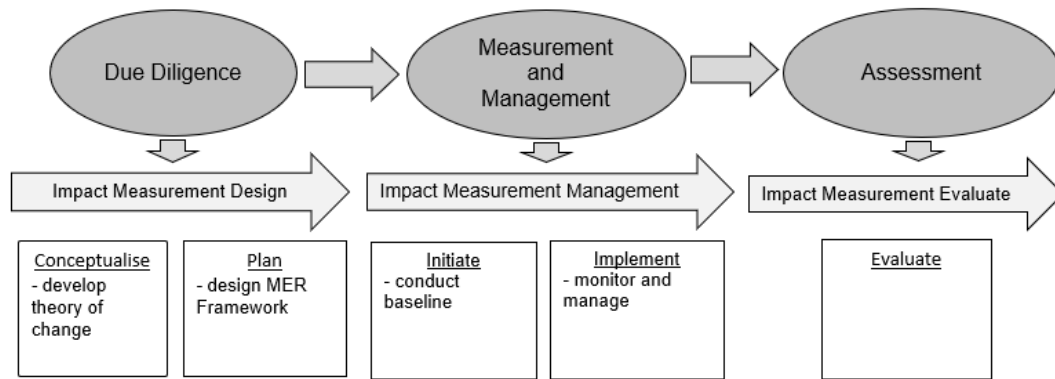 Due Diligence
Measurement
and
Management
Assessment
Impact Measurement Design
Impact Measurement Management
Impact Measurement Evaluate
Conceptualise
- develop
theory of
change
Plan
- design MER
Framework
Initiate
- conduct
baseline
Implement
- monitor and
manage
Evaluate